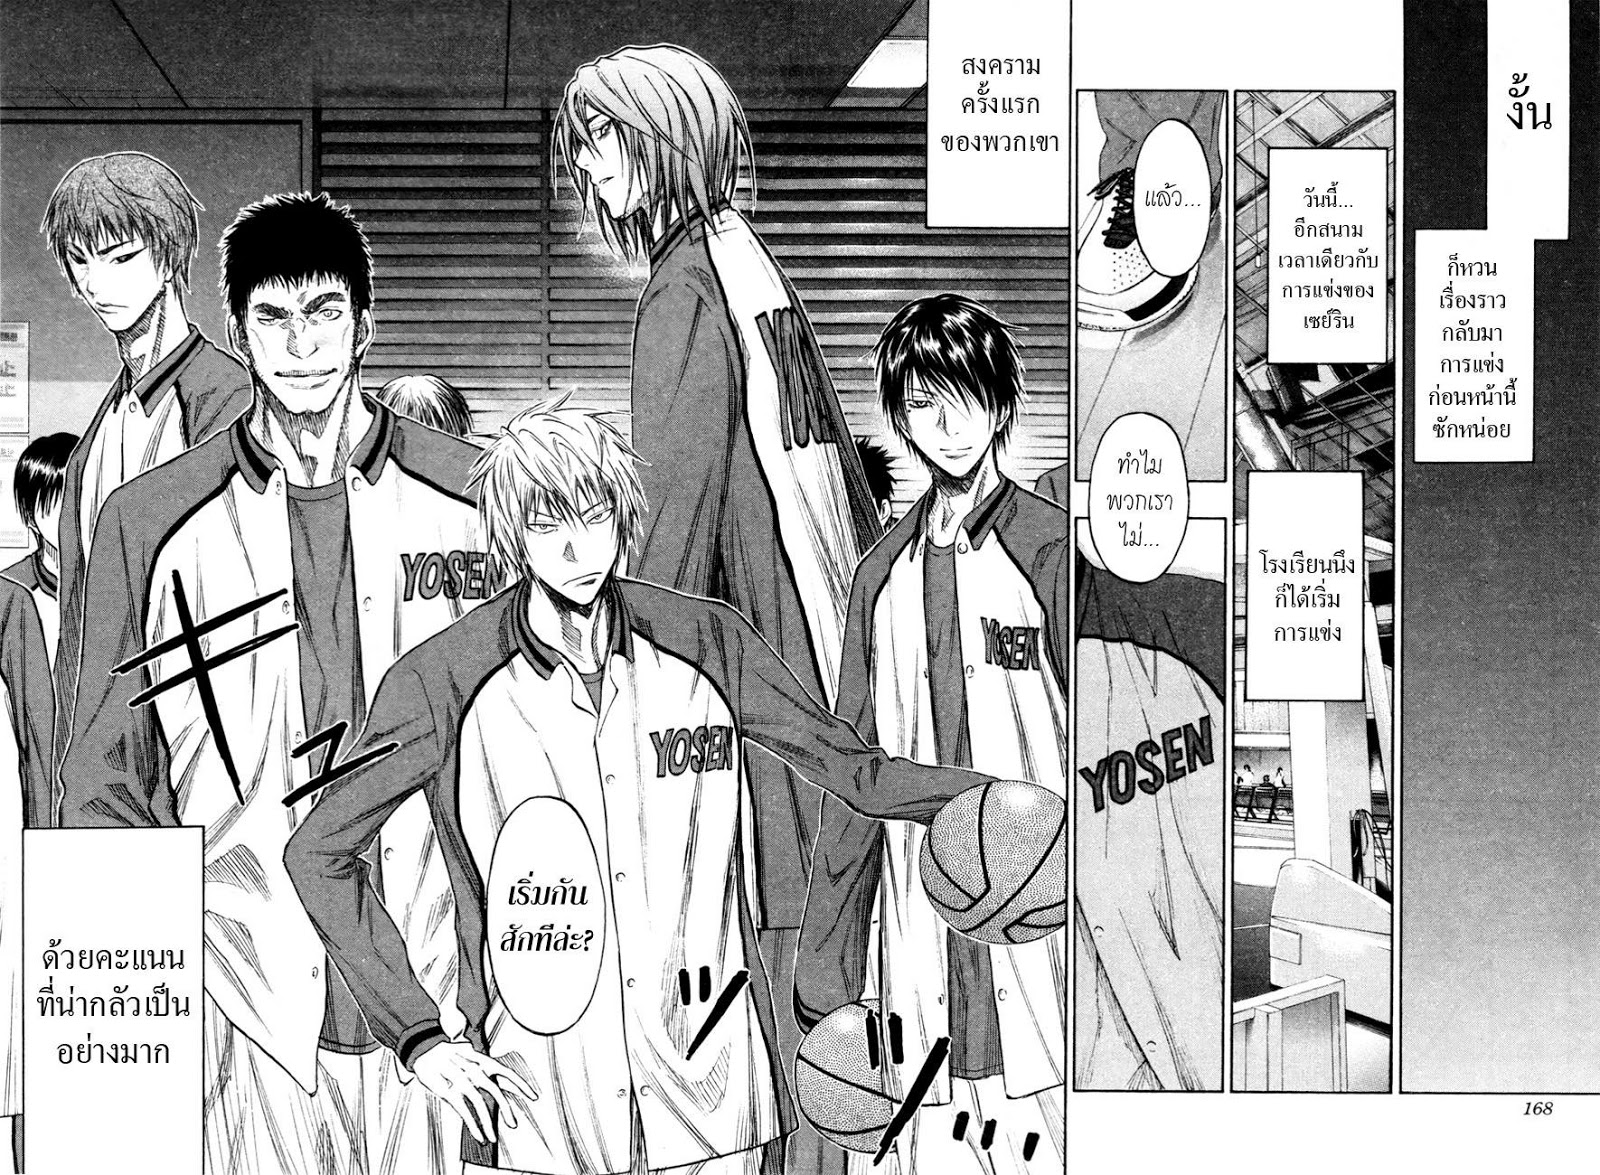 งั้น
ก็หวน
เรื่องราว
กลับมา
การแข่ง
ก่อนหน้านี้
ซักหน่อย
วันนี้...
อีกสนาม
เวลาเดียวกับ
การแข่งของ
เซย์ริน
โรงเรียนนึง
ก็ได้เริ่ม
การแข่ง
แล้ว...
ทำไม
พวกเรา
ไม่...
YOSEN
สงคราม
ครั้งแรก
ของพวกเขา
YOSEN
YOSEN
YOSEN
キュ
เริ่มกัน
สักทีล่ะ?
ด้วยคะแนน
ที่น่ากลัวเป็น
อย่างมาก
168